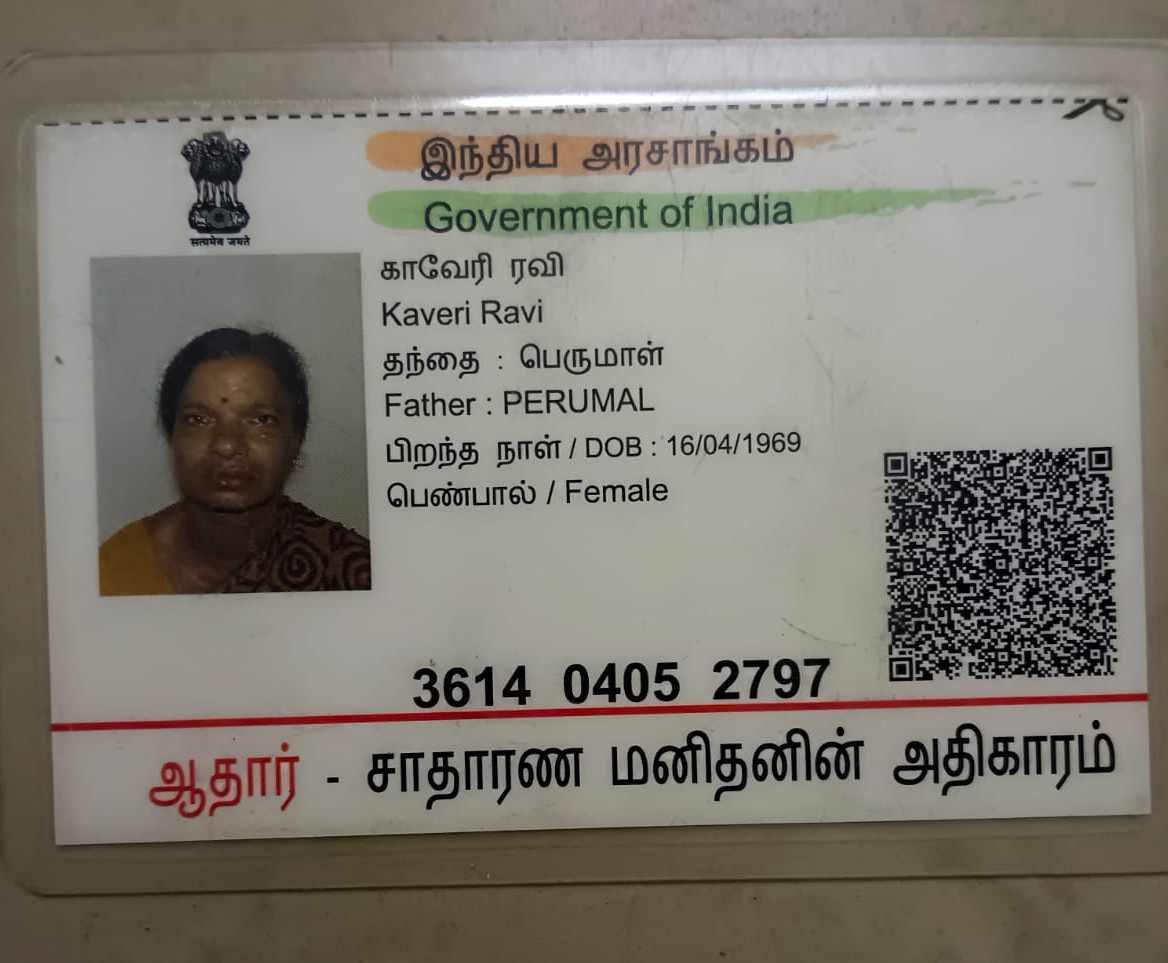 இந்திய அரசாங்கம்
Government of India
सत्यमेव जयते
காவேரி ரவி
Kaveri Ravi
தந்தை : பெருமாள்
Father : PERUMAL
பிறந்த நாள் / DOB : 16/04/1969
பெண்பால் / Female
3614 0405 2797
ஆதார் - சாதாரண மனிதனின் அதிகாரம்